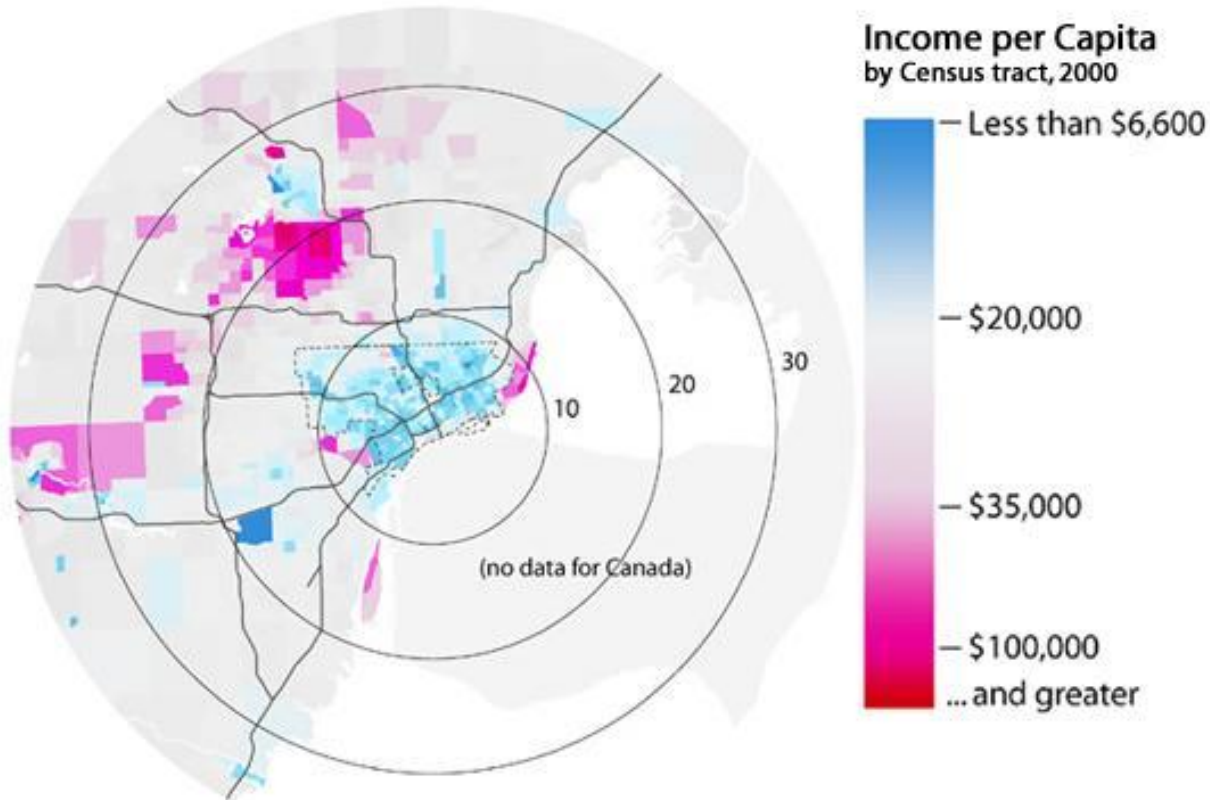 Income per Capita
by Census tract, 2000
Less than $6,600
$20,000
$35,000
$100,000
... and greater
10
20
30
(no data for Canada)